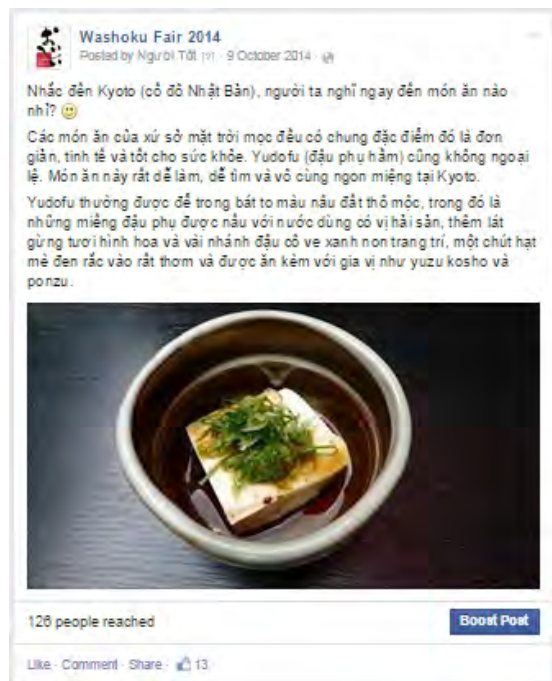 Washoku Fair 2014
Posted by Người Tốt [?] · 9 October 2014 ·
Nhắc đến Kyoto (cố đô Nhật Bản), người ta nghĩ ngay đến món ăn nào
nhỉ? 🙂
Các món ăn của xứ sở mặt trời mọc đều có chung đặc điểm đó là đơn
giản, tinh tế và tốt cho sức khỏe. Yudofu (đậu phụ hầm) cũng không ngoại
lệ. Món ăn này rất dễ làm, dễ tìm và vô cùng ngon miệng tại Kyoto.
Yudofu thường được để trong bát to màu nâu đất thô mộc, trong đó là
những miếng đậu phụ được nấu với nước dùng có vị hải sản, thêm lát
gừng tươi hình hoa và vài nhánh đậu cô ve xanh non trang trí, một chút hạt
mè đen rắc vào rất thơm và được ăn kèm với gia vị như yuzu kosho và
ponzu.
126 people reached
Boost Post
Like · Comment · Share · 13